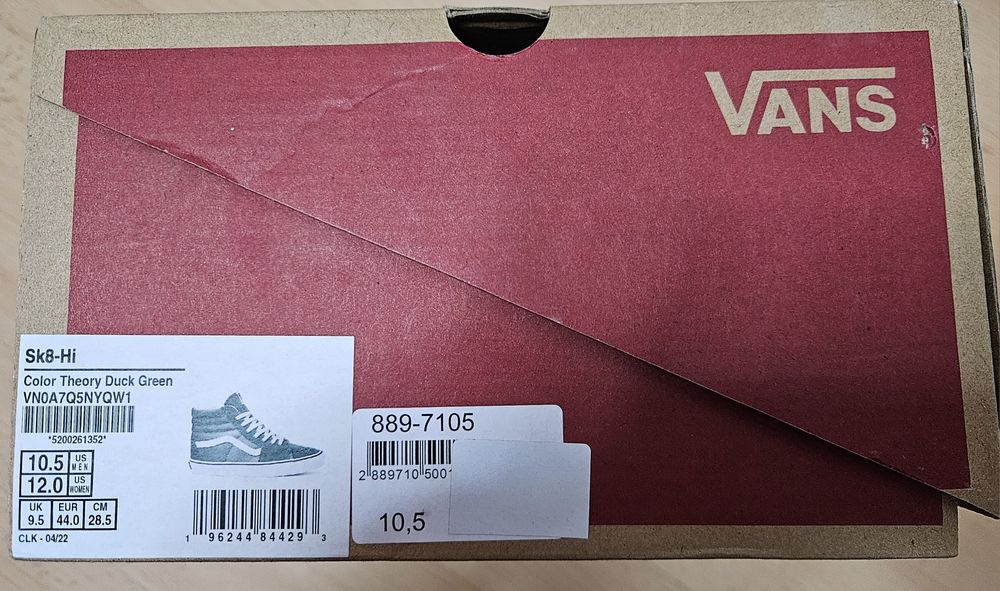 VANS
Sk8-Hi
Color Theory Duck Green
VN0A7Q5NYQW1
*5200261352*
10.5 US MEN
12.0 US WOMEN
UK EUR CM
9.5 44.0 28.5
CLK - 04/22
1 96244 84429 3
889-7105
2 889710 5001
10,5